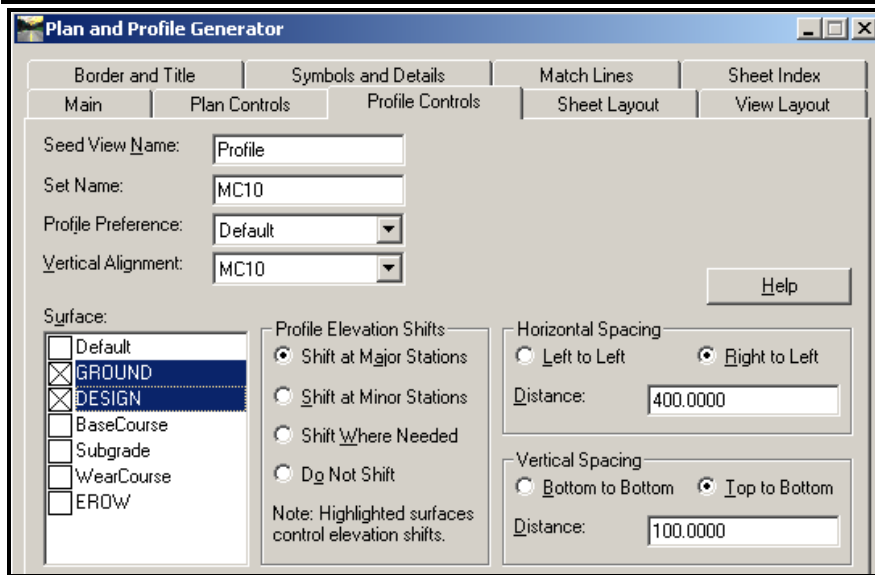 Plan and Profile Generator
Border and Title Symbols and Details Match Lines Sheet Index
Main Plan Controls Profile Controls Sheet Layout View Layout
Seed View Name: Profile
Set Name: MC10
Profile Preference: Default
Vertical Alignment: MC10
Help
Surface:
Default
GROUND
DESIGN
BaseCourse
Subgrade
WearCourse
EROW
Profile Elevation Shifts
Shift at Major Stations
Shift at Minor Stations
Shift Where Needed
Do Not Shift
Note: Highlighted surfaces
control elevation shifts.
Horizontal Spacing
Left to Left Right to Left
Distance: 400.0000
Vertical Spacing
Bottom to Bottom Top to Bottom
Distance: 100.0000